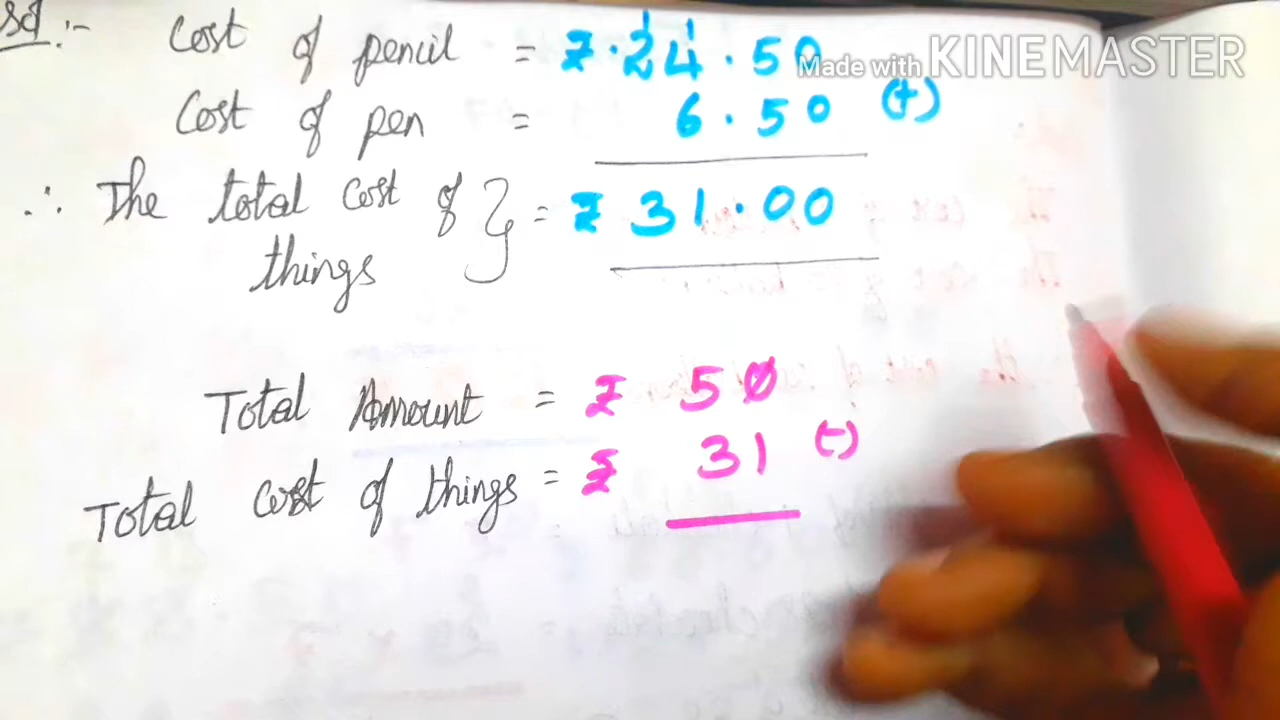 Sol :-
Cost of pencil = ₹ . 24 . 50
Made with KINEMASTER
Cost of pen = 6 . 50 (+)
∴ The total cost of } = ₹ 31 . 00
things
Total Amount = ₹ 50
Total cost of things = ₹ 31 (-)